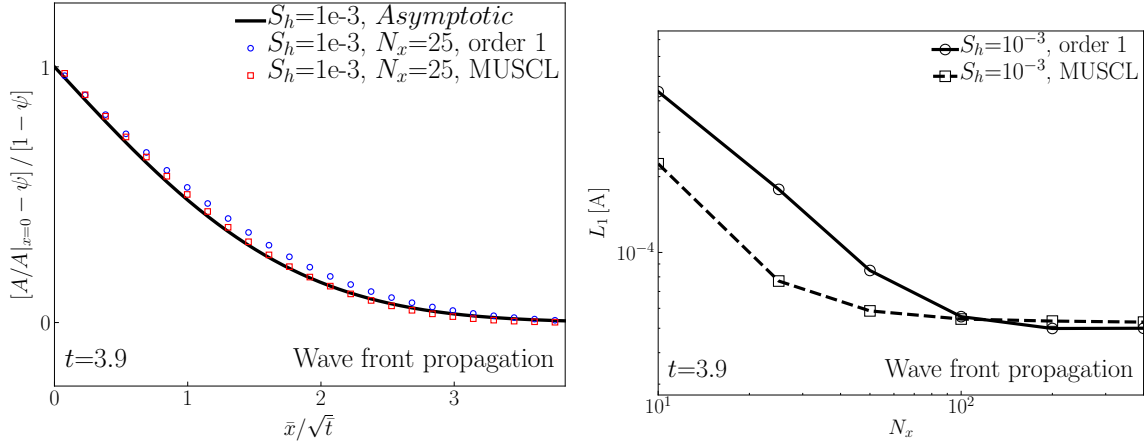 S_h=1e-3, Asymptotic
S_h=1e-3, N_x=25, order 1
S_h=1e-3, N_x=25, MUSCL
[A/A|_{x=0} − ψ] / [1 − ψ]
1
0
t=3.9
Wave front propagation
0 1 2 3
x̄/√t̄
S_h=10^{-3}, order 1
S_h=10^{-3}, MUSCL
L_1 [A]
10^{-4}
t=3.9
Wave front propagation
10^1 10^2
N_x